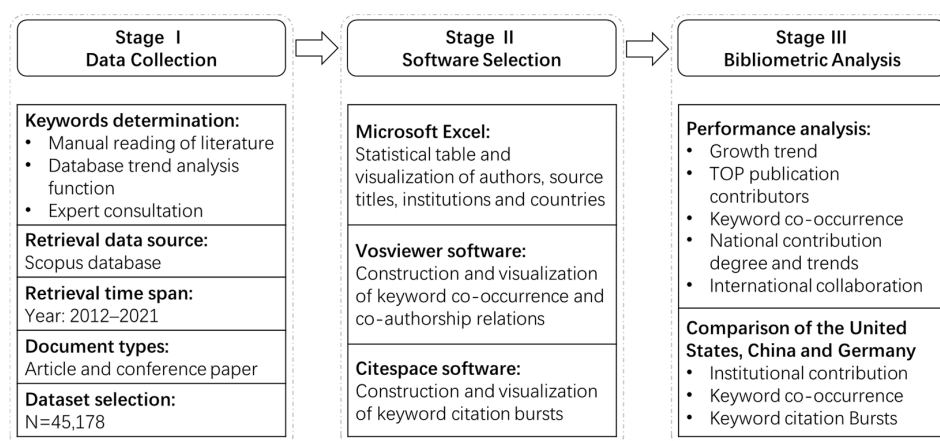 Stage I
Data Collection
Keywords determination:
• Manual reading of literature
• Database trend analysis
function
• Expert consultation
Retrieval data source:
Scopus database
Retrieval time span:
Year: 2012–2021
Document types:
Article and conference paper
Dataset selection:
N=45,178
Stage II
Software Selection
Microsoft Excel:
Statistical table and
visualization of authors, source
titles, institutions and countries
Vosviewer software:
Construction and visualization
of keyword co-occurrence and
co-authorship relations
Citespace software:
Construction and visualization
of keyword citation bursts
Stage III
Bibliometric Analysis
Performance analysis:
• Growth trend
• TOP publication
contributors
• Keyword co-occurrence
• National contribution
degree and trends
• International collaboration
Comparison of the United
States, China and Germany
• Institutional contribution
• Keyword co-occurrence
• Keyword citation Bursts